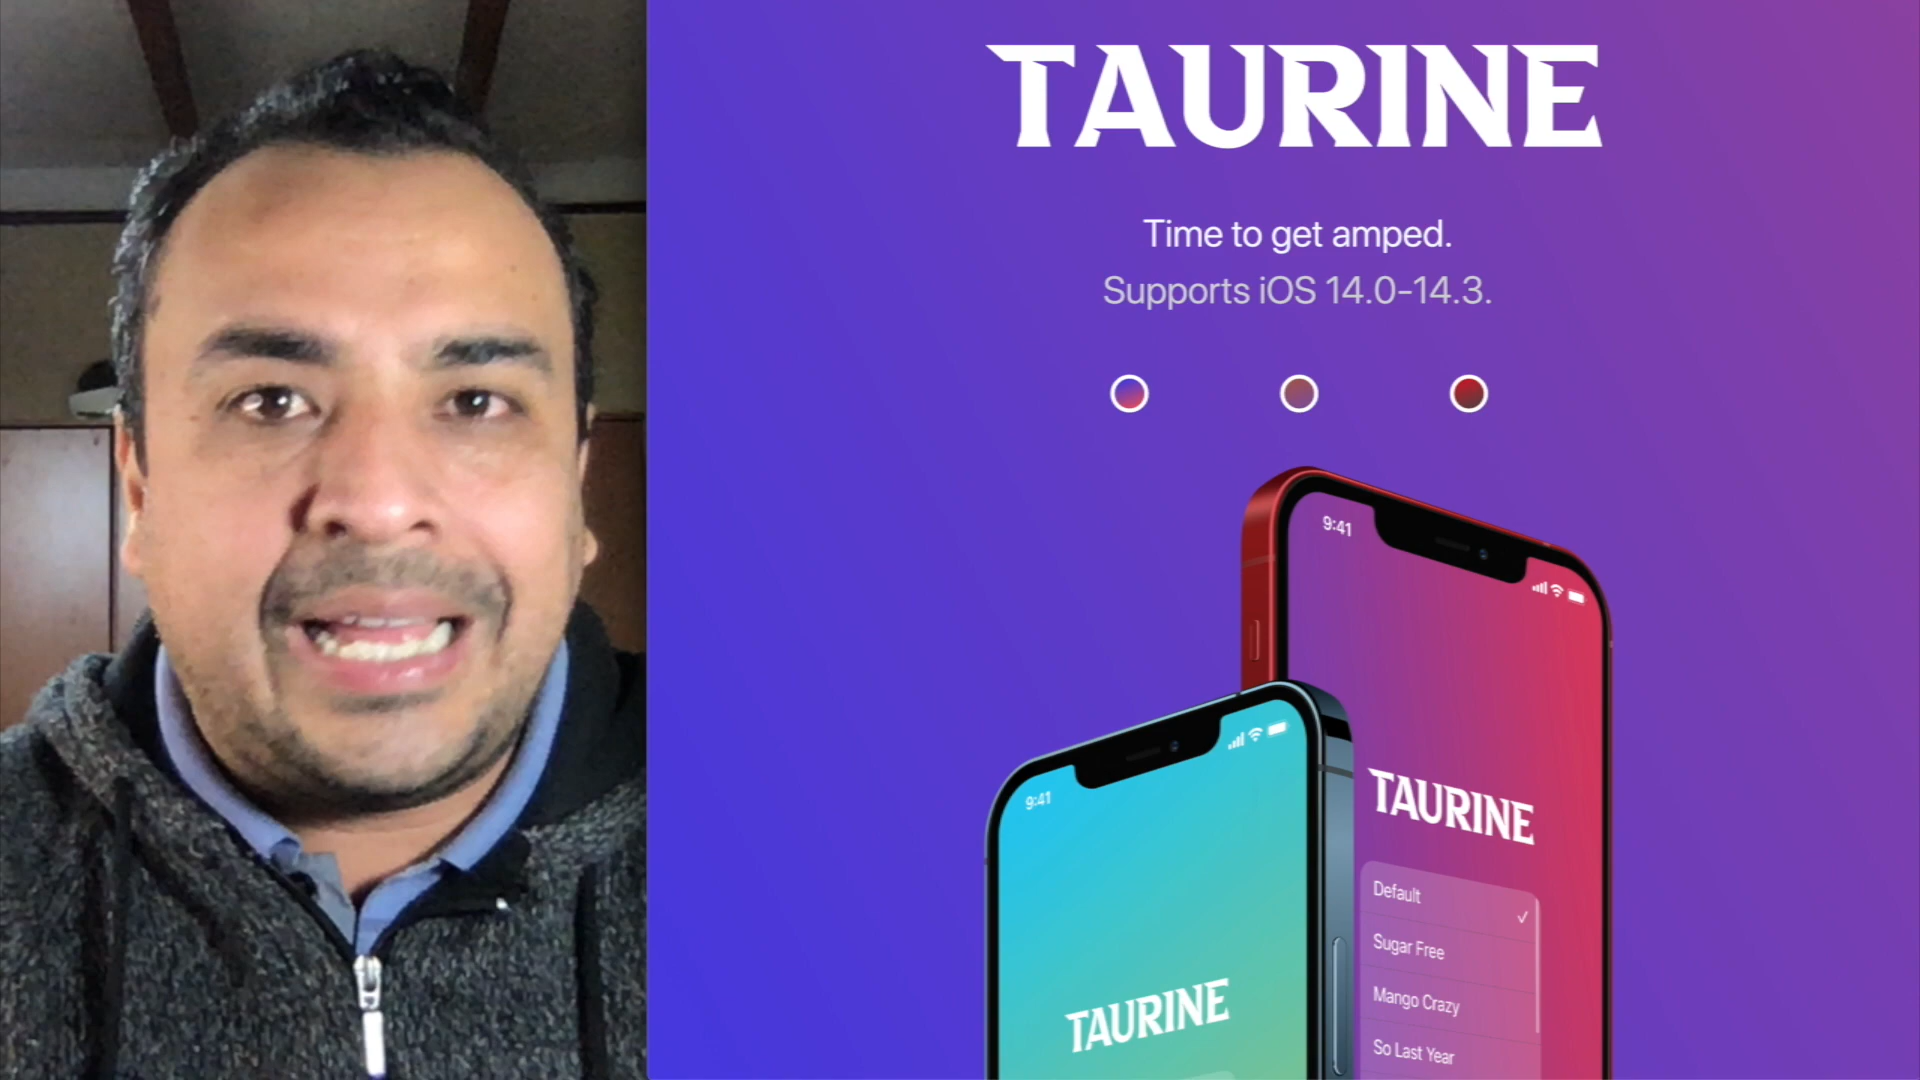 TAURINE
Time to get amped.
Supports iOS 14.0-14.3.
9:41
9:41
TAURINE
Default
Sugar Free
Mango Crazy
So Last Year
TAURINE